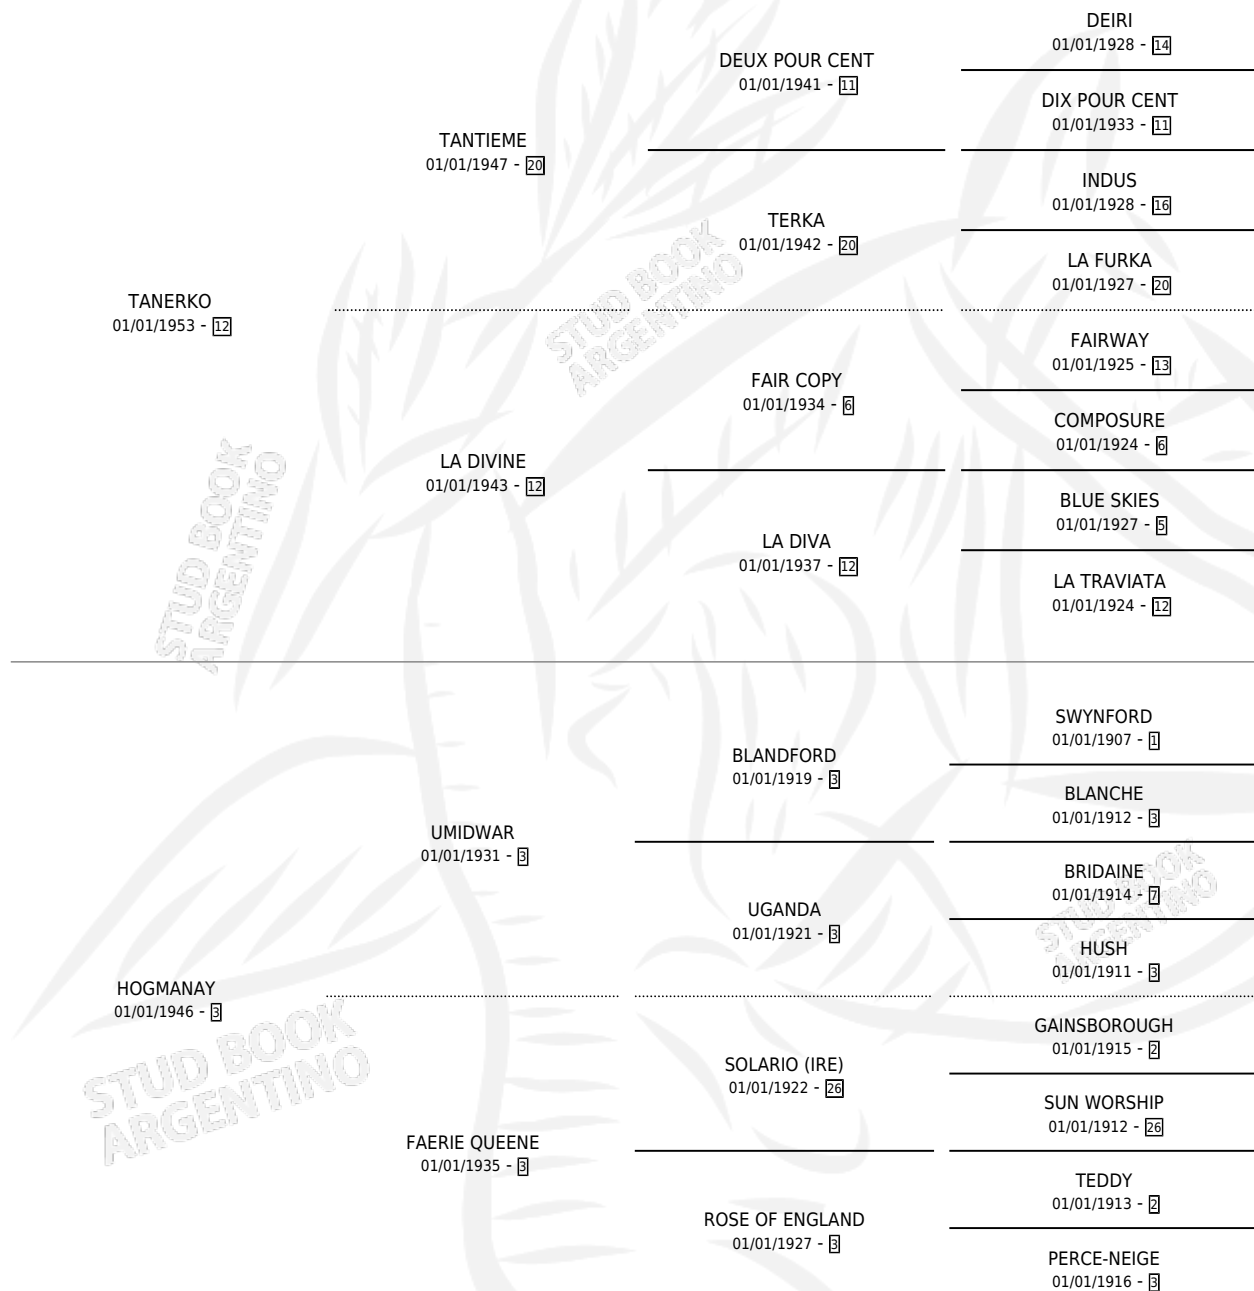 DEIRI
01/01/1928 - 14
DEUX POUR CENT
01/01/1941 - 11
DIX POUR CENT
01/01/1933 - 11
TANTIEME
01/01/1947 - 20
INDUS
01/01/1928 - 16
TERKA
01/01/1942 - 20
LA FURKA
01/01/1927 - 20
TANERKO
01/01/1953 - 12
FAIRWAY
01/01/1925 - 13
FAIR COPY
01/01/1934 - 6
COMPOSURE
01/01/1924 - 6
LA DIVINE
01/01/1943 - 12
BLUE SKIES
01/01/1927 - 5
LA DIVA
01/01/1937 - 12
LA TRAVIATA
01/01/1924 - 12
STUD BOOK
ARGENTINO
STUD BOOK
ARGENTINO
SWYNFORD
01/01/1907 - 1
BLANDFORD
01/01/1919 - 3
BLANCHE
01/01/1912 - 3
UMIDWAR
01/01/1931 - 3
BRIDAINE
01/01/1914 - 7
UGANDA
01/01/1921 - 3
HUSH
01/01/1911 - 3
HOGMANAY
01/01/1946 - 3
GAINSBOROUGH
01/01/1915 - 2
SOLARIO (IRE)
01/01/1922 - 26
SUN WORSHIP
01/01/1912 - 26
FAERIE QUEENE
01/01/1935 - 3
TEDDY
01/01/1913 - 2
ROSE OF ENGLAND
01/01/1927 - 3
PERCE-NEIGE
01/01/1916 - 3
STUD BOOK
ARGENTINO
STUD BOOK
ARGENTINO